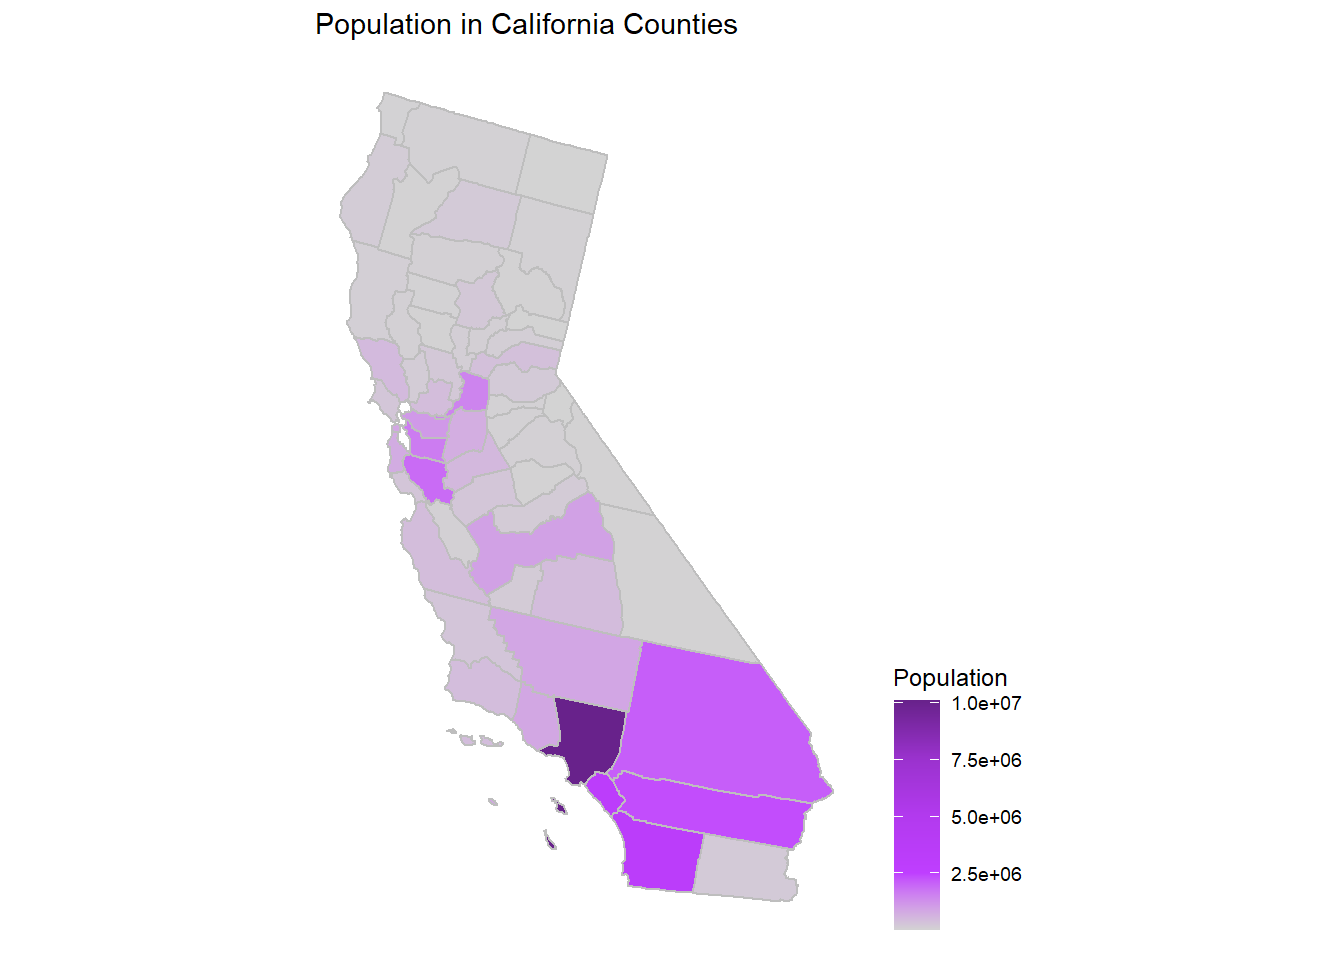 Population in California Counties
Population
1.0e+07
7.5e+06
5.0e+06
2.5e+06